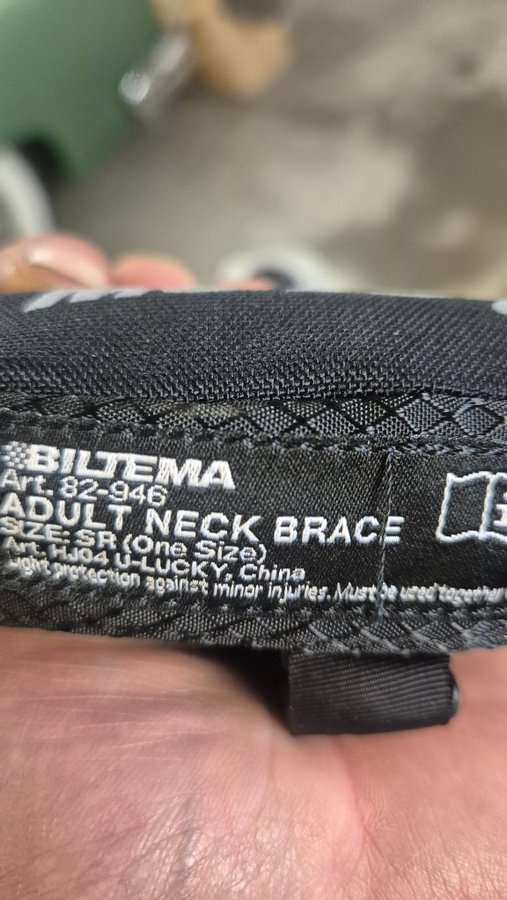 BILTEMA
Art. 82-946
ADULT NECK BRACE
SIZE: SR (One Size)
Art. HJ04 U-LUCKY, China
Light protection against minor injuries. Must be used together